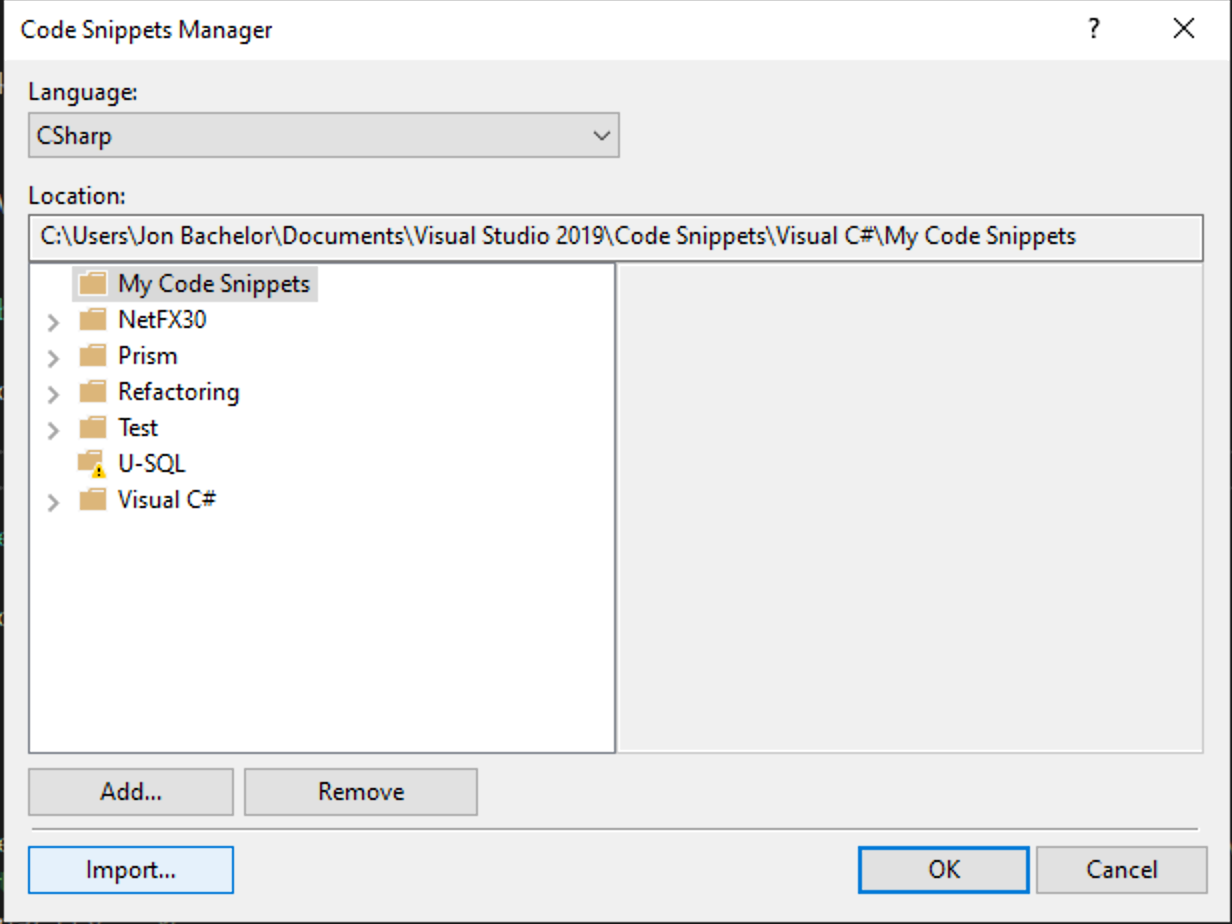 Code Snippets Manager
?
Language:
CSharp
Location:
C:\Users\Jon Bachelor\Documents\Visual Studio 2019\Code Snippets\Visual C#\My Code Snippets
My Code Snippets
NetFX30
Prism
Refactoring
Test
U-SQL
Visual C#
Add... Remove
Import... OK Cancel